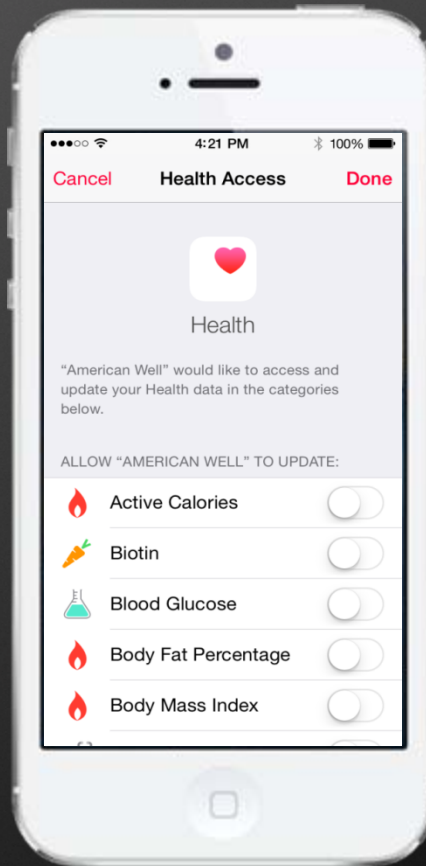 4:21 PM 100%
Cancel Health Access Done
Health
“American Well” would like to access and
update your Health data in the categories
below.
ALLOW “AMERICAN WELL” TO UPDATE:
Active Calories
Biotin
Blood Glucose
Body Fat Percentage
Body Mass Index